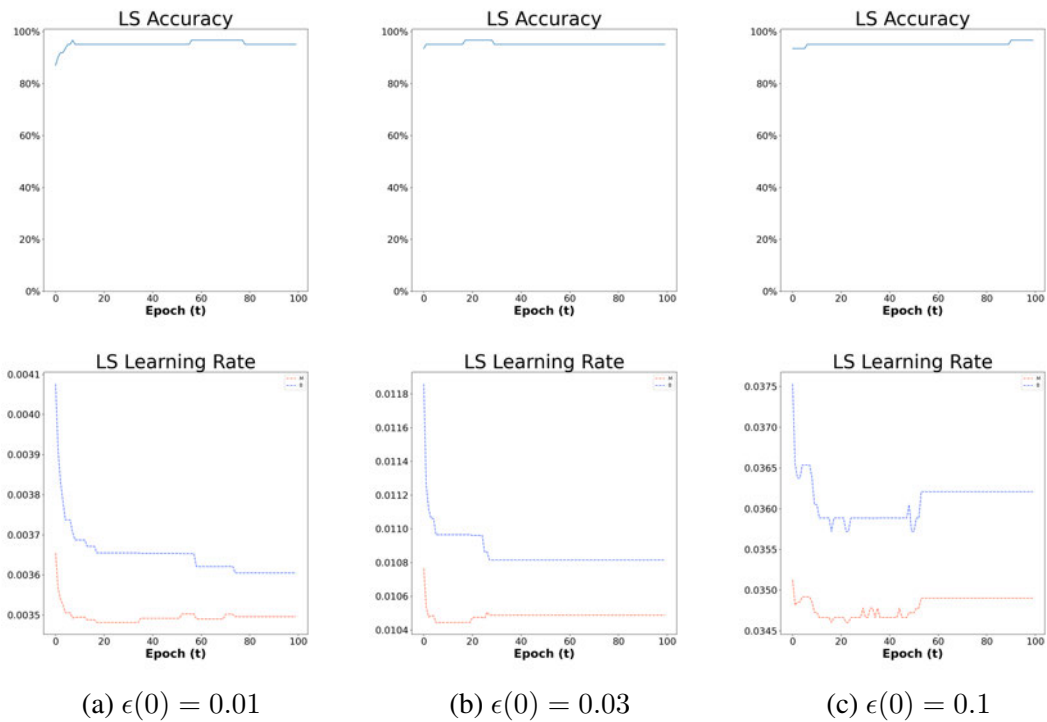 LS Accuracy
100%
80%
60%
40%
20%
0%
0 20 40 60 80 100
Epoch (t)
LS Accuracy
100%
80%
60%
40%
20%
0%
0 20 40 60 80 100
Epoch (t)
LS Accuracy
100%
80%
60%
40%
20%
0%
0 20 40 60 80 100
Epoch (t)
LS Learning Rate
0.0041
0.0040
0.0039
0.0038
0.0037
0.0036
0.0035
0 20 40 60 80 100
Epoch (t)
LS Learning Rate
0.0118
0.0116
0.0114
0.0112
0.0110
0.0108
0.0106
0.0104
0 20 40 60 80 100
Epoch (t)
LS Learning Rate
0.0375
0.0370
0.0365
0.0360
0.0355
0.0350
0.0345
0 20 40 60 80 100
Epoch (t)
(a) ϵ(0) = 0.01
(b) ϵ(0) = 0.03
(c) ϵ(0) = 0.1